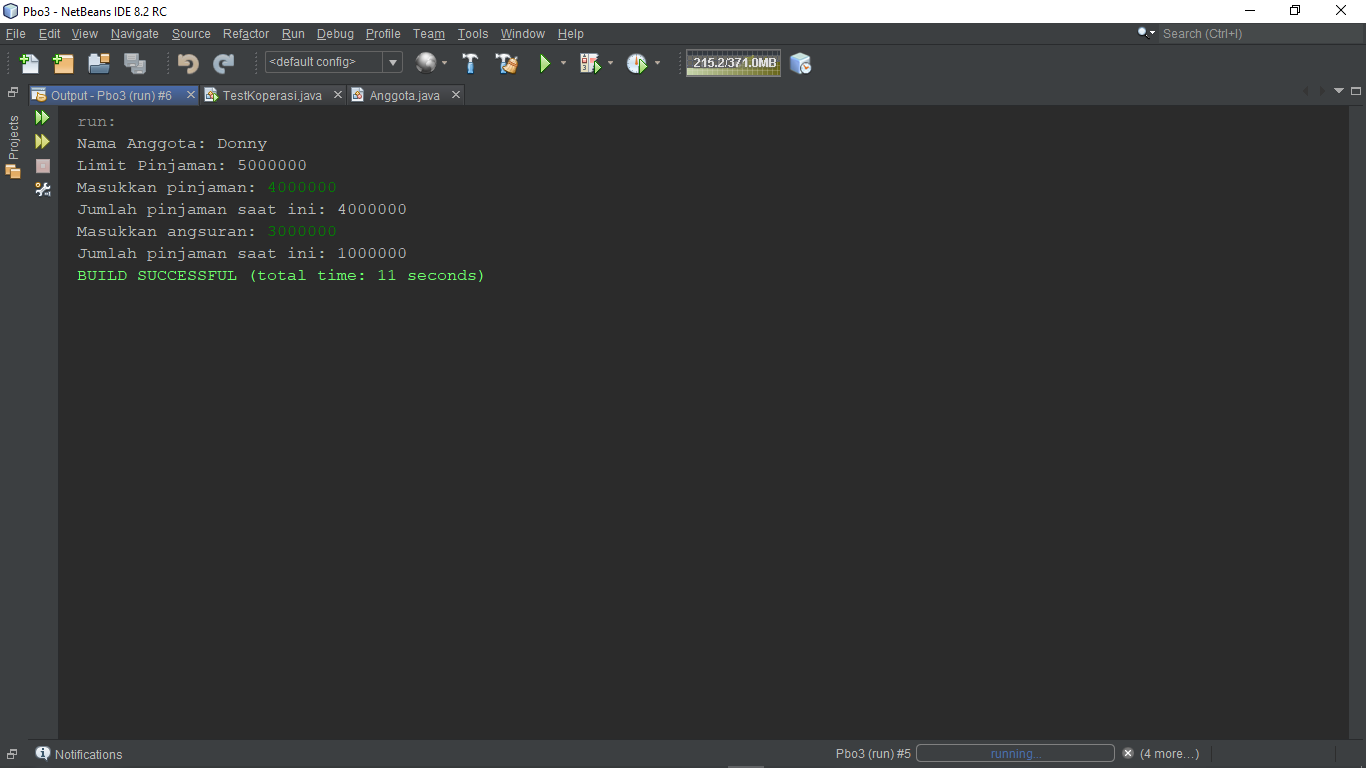 Pbo3 - NetBeans IDE 8.2 RC
File Edit View Navigate Source Refactor Run Debug Profile Team Tools Window Help
Search (Ctrl+I)
<default config>
215.2/371.0MB
Output - Pbo3 (run) #6
TestKoperasi.java
Anggota.java
Projects
run:
Nama Anggota: Donny
Limit Pinjaman: 5000000
Masukkan pinjaman: 4000000
Jumlah pinjaman saat ini: 4000000
Masukkan angsuran: 3000000
Jumlah pinjaman saat ini: 1000000
BUILD SUCCESSFUL (total time: 11 seconds)
Notifications
Pbo3 (run) #5
running...
(4 more...)